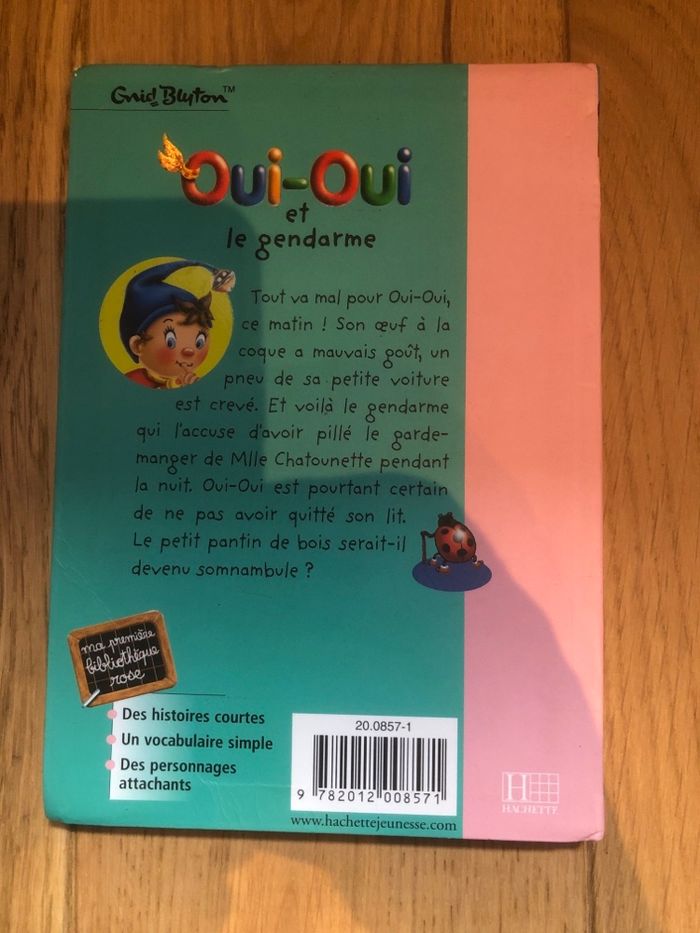 Enid Blyton™
Oui-Oui
et
le gendarme
Tout va mal pour Oui-Oui,
ce matin ! Son œuf à la
coque a mauvais goût, un
pneu de sa petite voiture
est crevé. Et voilà le gendarme
qui l'accuse d'avoir pillé le garde-
manger de Mlle Chatounette pendant
la nuit. Oui-Oui est pourtant certain
de ne pas avoir quitté son lit.
Le petit pantin de bois serait-il
devenu somnambule ?
ma première
bibliothèque
rose
Des histoires courtes
Un vocabulaire simple
Des personnages
attachants
20.0857-1
9 782012 008571
www.hachettejeunesse.com
H
HACHETTE